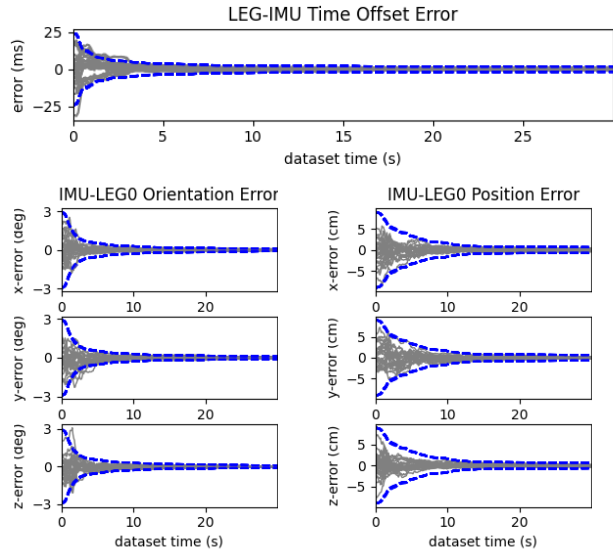 LEG-IMU Time Offset Error
error (ms)
25
0
−25
0 5 10 15 20 25
dataset time (s)
IMU-LEG0 Orientation Error
x-error (deg)
3
0
−3
0 20
y-error (deg)
3
0
−3
0 20
z-error (deg)
3
0
−3
0 20
dataset time (s)
IMU-LEG0 Position Error
x-error (cm)
5
0
−5
0 10 20
y-error (cm)
5
0
−5
0 10 20
z-error (cm)
5
0
−5
0 10 20
dataset time (s)